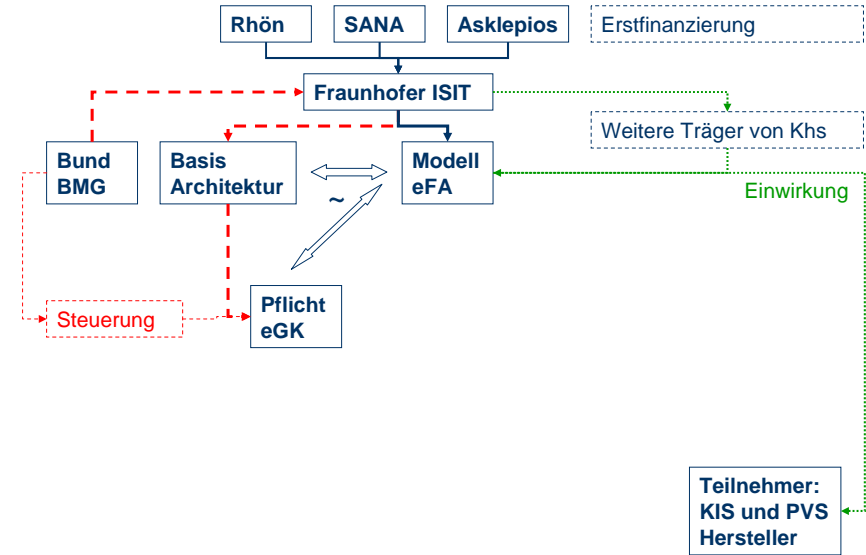 Rhön
SANA
Asklepios
Erstfinanzierung
Fraunhofer ISIT
Weitere Träger von Khs
Bund
BMG
Basis
Architektur
Modell
eFA
Einwirkung
~
Pflicht
eGK
Steuerung
Teilnehmer:
KIS und PVS
Hersteller